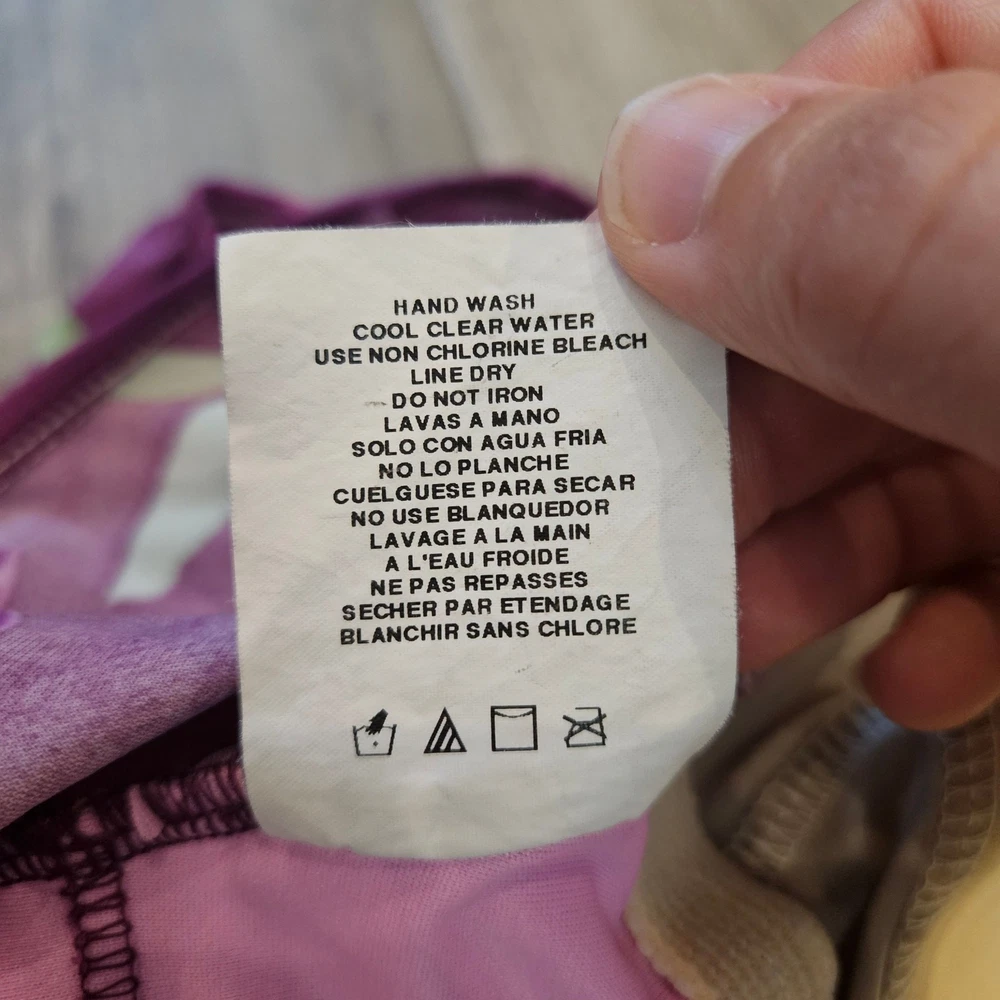 HAND WASH
COOL CLEAR WATER
USE NON CHLORINE BLEACH
LINE DRY
DO NOT IRON
LAVAS A MANO
SOLO CON AGUA FRIA
NO LO PLANCHE
CUELGUESE PARA SECAR
NO USE BLANQUEDOR
LAVAGE A LA MAIN
A L'EAU FROIDE
NE PAS REPASSES
SECHER PAR ETENDAGE
BLANCHIR SANS CHLORE